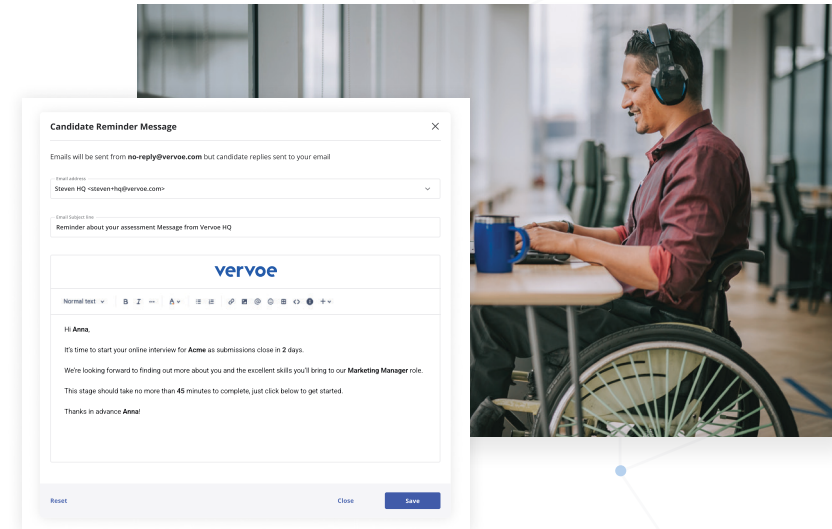 Candidate Reminder Message
Emails will be sent from no-reply@vervoe.com but candidate replies sent to your email
Email address
Steven HQ <steven+hq@vervoe.com>
Email Subject line
Reminder about your assessment Message from Vervoe HQ
vervoe
Normal text B I ··· A
Hi Anna,
It's time to start your online interview for Acme as submissions close in 2 days.
We're looking forward to finding out more about you and the excellent skills you'll bring to our Marketing Manager role.
This stage should take no more than 45 minutes to complete, just click below to get started.
Thanks in advance Anna!
Reset Close Save